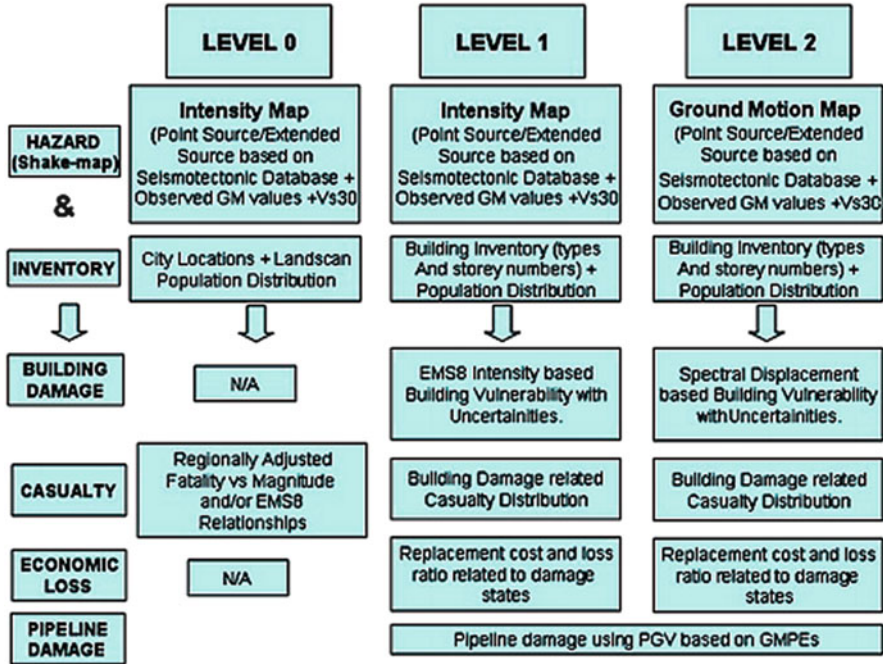 LEVEL 0
LEVEL 1
LEVEL 2
HAZARD
(Shake-map)
&
INVENTORY
Intensity Map
(Point Source/Extended
Source based on
Seismotectonic Database +
Observed GM values +Vs30
Intensity Map
(Point Source/Extended
Source based on
Seismotectonic Database +
Observed GM values +Vs30
Ground Motion Map
(Point Source/Extended
Source based on
Seismotectonic Database +
Observed GM values +Vs30
City Locations + Landscan
Population Distribution
Building Inventory (types
And storey numbers) +
Population Distribution
Building Inventory (types
And storey numbers) +
Population Distribution
BUILDING
DAMAGE
N/A
EMS8 Intensity based
Building Vulnerability with
Uncertainities.
Spectral Displacement
based Building Vulnerability
withUncertainities.
CASUALTY
Regionally Adjusted
Fatality vs Magnitude
and/or EMS8
Relationships
Building Damage related
Casualty Distribution
Building Damage related
Casualty Distribution
ECONOMIC
LOSS
N/A
Replacement cost and loss
ratio related to damage
states
Replacement cost and loss
ratio related to damage
states
PIPELINE
DAMAGE
Pipeline damage using PGV based on GMPEs